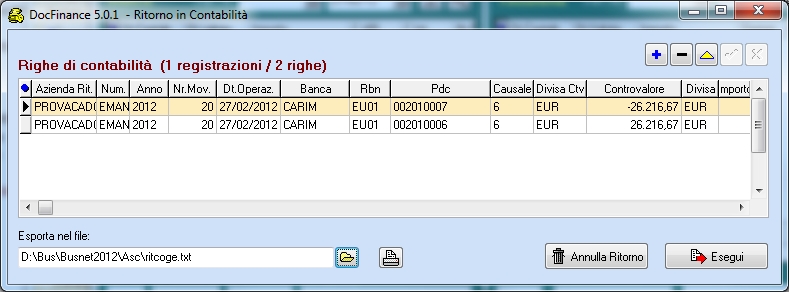 DocFinance 5.0.1 - Ritorno in Contabilità
Righe di contabilità (1 registrazioni / 2 righe)
Azienda Rit. Num. Anno Nr.Mov. Dt.Operaz. Banca Rbn Pdc Causale Divisa Ctv Controvalore Divisa mporto
PROVACADO EMAN 2012 20 27/02/2012 CARIM EU01 002010007 6 EUR -26.216,67 EUR
PROVACADO EMAN 2012 20 27/02/2012 CARIM EU01 002010006 6 EUR 26.216,67 EUR
Esporta nel file:
D:\Bus\Busnet2012\Asc\ritcoge.txt Annulla Ritorno Esegui